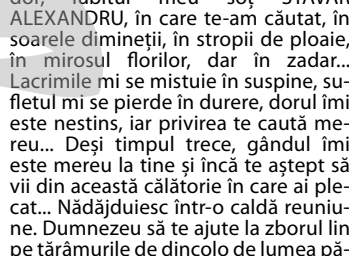 dor, iubitul meu soț STAVĂR
ALEXANDRU, în care te-am căutat, în
soarele dimineții, în stropii de ploaie,
în mirosul florilor, dar în zadar...
Lacrimile mi se mistuie în suspine, su-
fletul mi se pierde în durere, dorul îmi
este nestins, iar privirea te caută me-
reu... Deși timpul trece, gândul îmi
este mereu la tine și încă te aștept să
vii din această călătorie în care ai ple-
cat... Nădăjduiesc într-o caldă reuniu-
ne. Dumnezeu să te ajute la zborul lin
pe tărâmurile de dincolo de lumea pă-